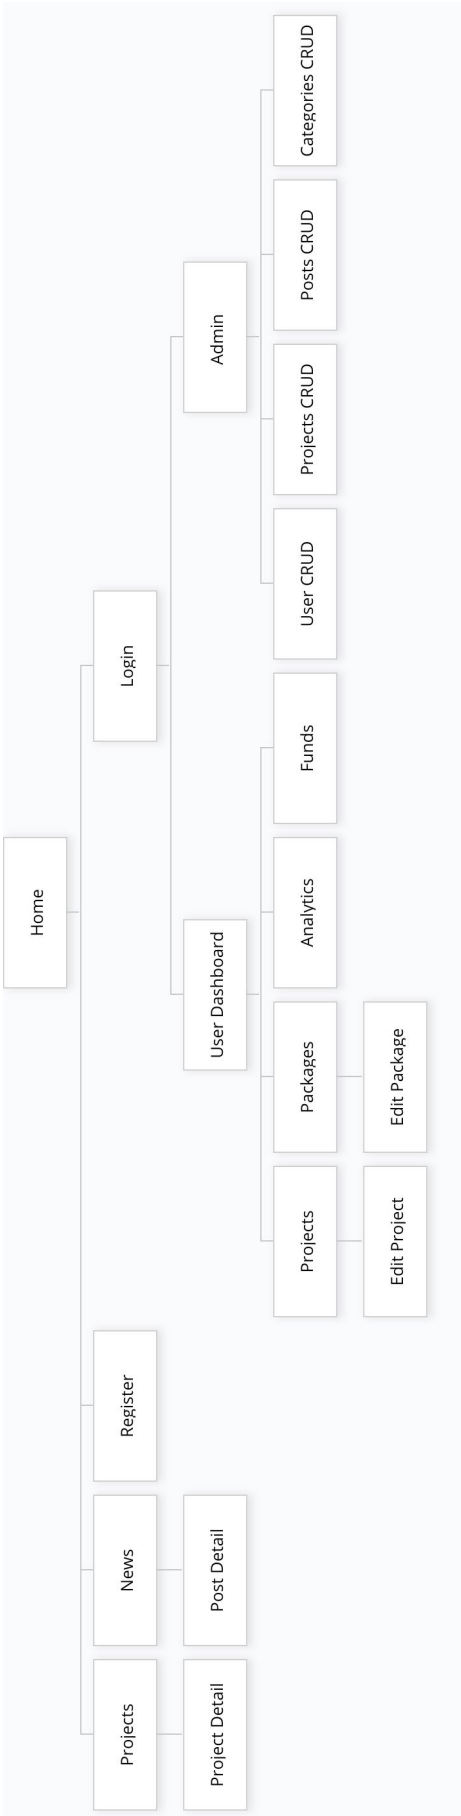 Home
Projects
News
Register
Login
Project Detail
Post Detail
User Dashboard
Admin
Projects
Packages
Analytics
Funds
User CRUD
Projects CRUD
Posts CRUD
Categories CRUD
Edit Project
Edit Package